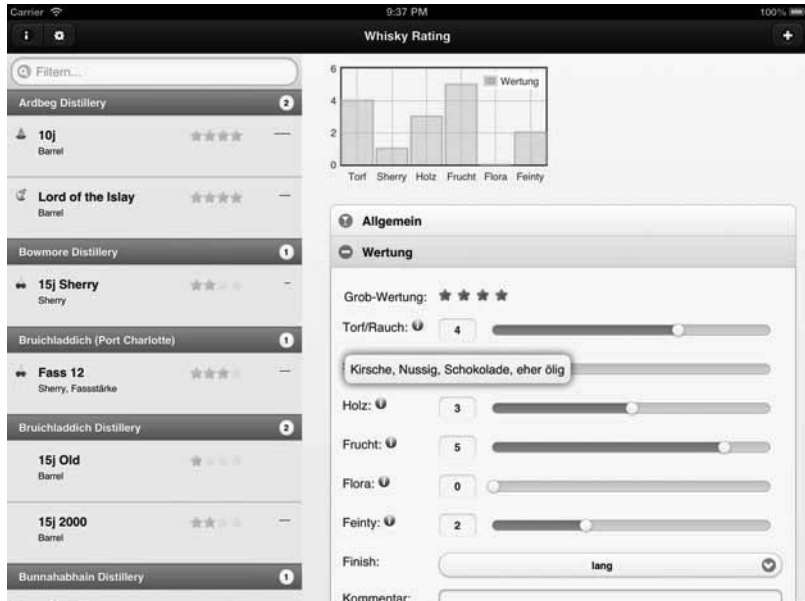 Carrier 9:37 PM 100%
Whisky Rating
Filtern...
Ardbeg Distillery 2
10j
Barrel
Lord of the Islay
Barrel
Bowmore Distillery 1
15j Sherry
Sherry
Bruichladdich (Port Charlotte) 1
Fass 12
Sherry, Fassstärke
Bruichladdich Distillery 2
15j Old
Barrel
15j 2000
Barrel
Bunnahabhain Distillery 1
6
4
2
0
Wertung
Torf Sherry Holz Frucht Flora Feinty
Allgemein
Wertung
Grob-Wertung:
Torf/Rauch: 4
Kirsche, Nussig, Schokolade, eher ölig
Holz: 3
Frucht: 5
Flora: 0
Feinty: 2
Finish: lang
Kommentar: